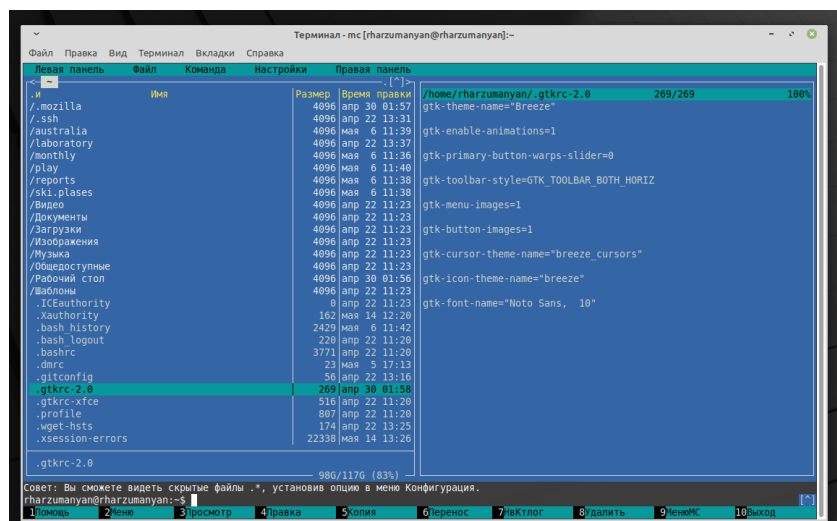 Терминал - mc [rharzumanyan@rharzumanyan]:~
Файл Правка Вид Терминал Вкладки Справка
Левая панель Файл Команда Настройки Правая панель
<- ~ .[^]>
.и Имя Размер Время правки /home/rharzumanyan/.gtkrc-2.0 269/269 100%
/.mozilla 4096 апр 30 01:57 gtk-theme-name="Breeze"
/.ssh 4096 апр 22 13:31
/australia 4096 мая 6 11:39 gtk-enable-animations=1
/laboratory 4096 апр 22 13:37
/monthly 4096 мая 6 11:36 gtk-primary-button-warps-slider=0
/play 4096 мая 6 11:40
/reports 4096 мая 6 11:38 gtk-toolbar-style=GTK_TOOLBAR_BOTH_HORIZ
/ski.plases 4096 мая 6 11:38
/Видео 4096 апр 22 11:23 gtk-menu-images=1
/Документы 4096 апр 22 11:23
/Загрузки 4096 апр 22 11:23 gtk-button-images=1
/Изображения 4096 апр 22 11:23
/Музыка 4096 апр 22 11:23 gtk-cursor-theme-name="breeze_cursors"
/Общедоступные 4096 апр 22 11:23
/Рабочий стол 4096 апр 30 01:56 gtk-icon-theme-name="breeze"
/Шаблоны 4096 апр 22 11:23
.ICEauthority 0 апр 22 11:23 gtk-font-name="Noto Sans, 10"
.Xauthority 162 мая 14 12:20
.bash_history 2429 мая 6 11:42
.bash_logout 220 апр 22 11:20
.bashrc 3771 апр 22 11:20
.dmrc 23 мая 5 17:13
.gitconfig 56 апр 22 13:16
.gtkrc-2.0 269 апр 30 01:58
.gtkrc-xfce 516 апр 22 11:20
.profile 807 апр 22 11:20
.wget-hsts 174 апр 22 13:25
.xsession-errors 22338 мая 14 13:26
.gtkrc-2.0
98G/117G (83%)
Совет: Вы сможете видеть скрытые файлы .*, установив опцию в меню Конфигурация.
rharzumanyan@rharzumanyan:~$ [^]
1Помощь 2Меню 3Просмотр 4Правка 5Копия 6Перенос 7НвКтлог 8Удалить 9МенюМС 10Выход